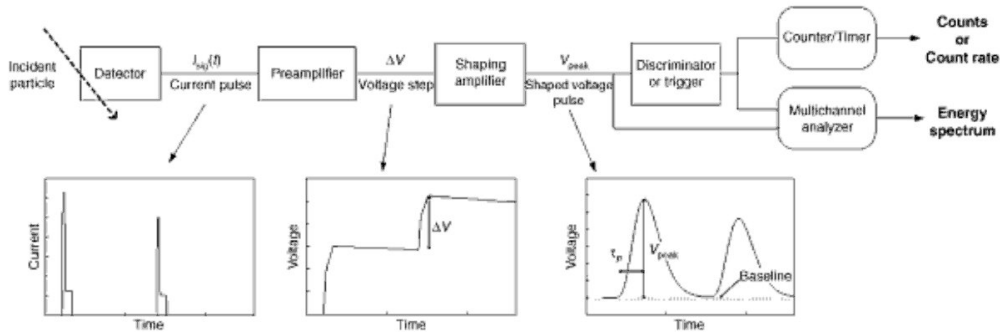 Incident
particle
Detector
I_sig(t)
Current pulse
Preamplifier
ΔV
Voltage step
Shaping
amplifier
V_peak
Shaped voltage
pulse
Discriminator
or trigger
Counter/Timer
Counts
or
Count rate
Multichannel
analyzer
Energy
spectrum
Current
Time
Voltage
ΔV
Time
Voltage
τ_p
V_peak
Baseline
Time